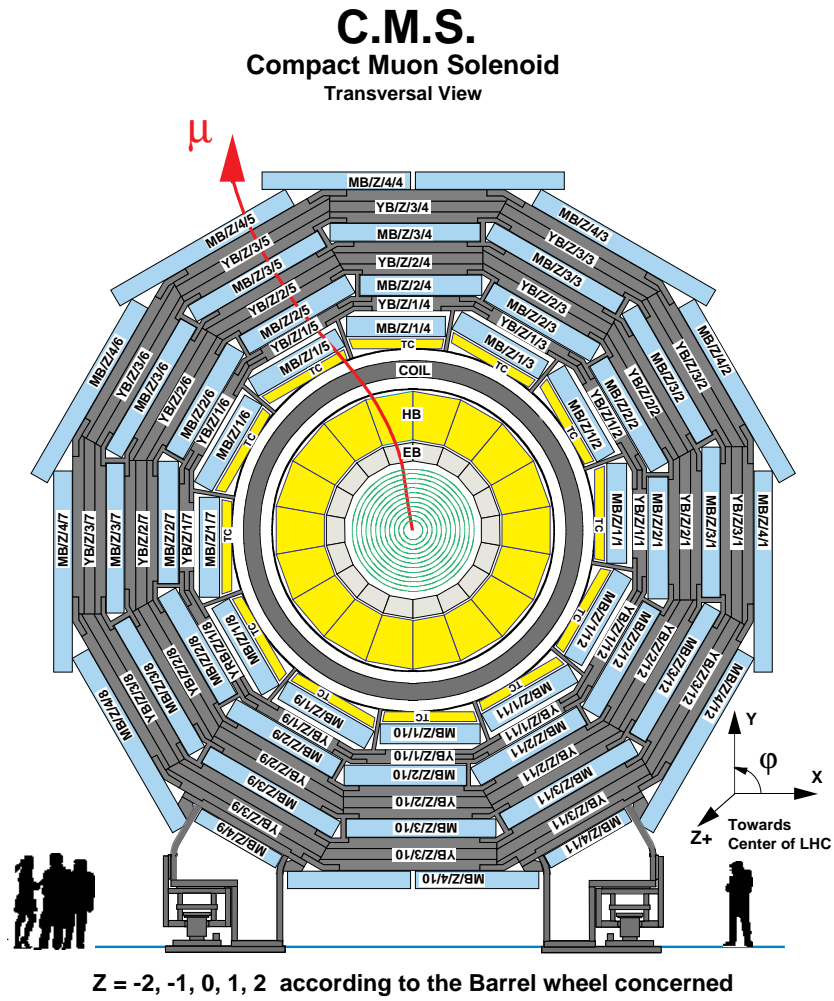 C.M.S.
Compact Muon Solenoid
Transversal View
μ
MB/Z/4/4
YB/Z/3/4
MB/Z/3/4
YB/Z/2/4
MB/Z/2/4
YB/Z/1/4
MB/Z/1/4
TC
MB/Z/4/5
YB/Z/3/5
MB/Z/3/5
YB/Z/2/5
MB/Z/2/5
YB/Z/1/5
MB/Z/1/5
TC
MB/Z/4/3
YB/Z/3/3
MB/Z/3/3
YB/Z/2/3
MB/Z/2/3
YB/Z/1/3
MB/Z/1/3
TC
MB/Z/4/6
YB/Z/3/6
MB/Z/3/6
YB/Z/2/6
MB/Z/2/6
YB/Z/1/6
MB/Z/1/6
TC
MB/Z/4/2
YB/Z/3/2
MB/Z/3/2
YB/Z/2/2
MB/Z/2/2
YB/Z/1/2
MB/Z/1/2
TC
COIL
HB
EB
MB/Z/4/7
YB/Z/3/7
MB/Z/3/7
YB/Z/2/7
MB/Z/2/7
YB/Z/1/7
MB/Z/1/7
TC
TC
MB/Z/1/1
YB/Z/1/1
MB/Z/2/1
YB/Z/2/1
MB/Z/3/1
YB/Z/3/1
MB/Z/4/1
MB/Z/4/8
YB/Z/3/8
MB/Z/3/8
YB/Z/2/8
MB/Z/2/8
YRB/Z/1/8
MB/Z/1/8
TC
TC
MB/Z/1/12
YB/Z/1/12
MB/Z/2/12
YB/Z/2/12
MB/Z/3/12
YB/Z/3/12
MB/Z/4/12
TC
MB/Z/1/9
YB/Z/1/9
MB/Z/2/9
YB/Z/2/9
MB/Z/3/9
YB/Z/3/9
MB/Z/4/9
TC
MB/Z/1/10
YB/Z/1/10
MB/Z/2/10
YB/Z/2/10
MB/Z/3/10
YB/Z/3/10
MB/Z/4/10
TC
MB/Z/1/11
YB/Z/1/11
MB/Z/2/11
YB/Z/2/11
MB/Z/3/11
YB/Z/3/11
MB/Z/4/11
Y
φ
X
Z+
Towards
Center of LHC
Z = -2, -1, 0, 1, 2 according to the Barrel wheel concerned